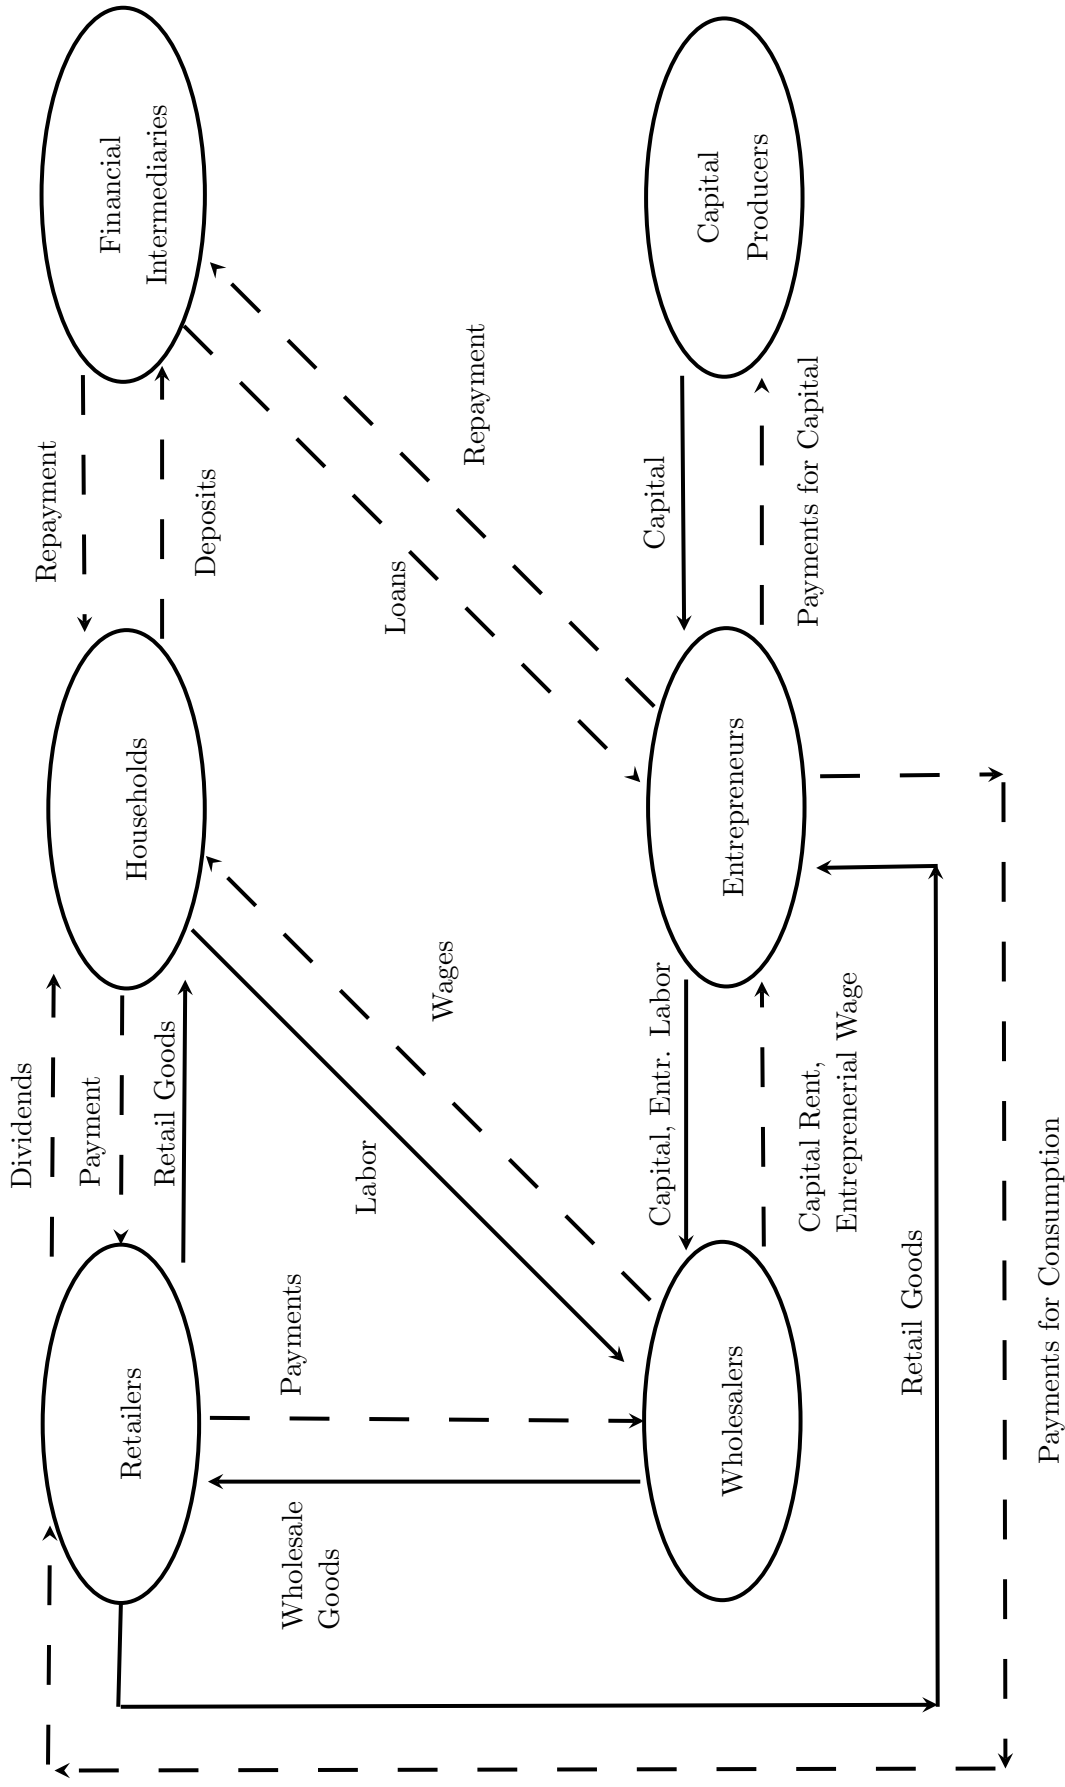 Dividends
Repayment
Payment
Retail Goods
Deposits
Retailers
Households
Financial
Intermediaries
Wholesale
Goods
Payments
Labor
Wages
Loans
Repayment
Capital, Entr. Labor
Capital
Wholesalers
Entrepreneurs
Capital
Producers
Capital Rent,
Entreprenerial Wage
Payments for Capital
Retail Goods
Payments for Consumption